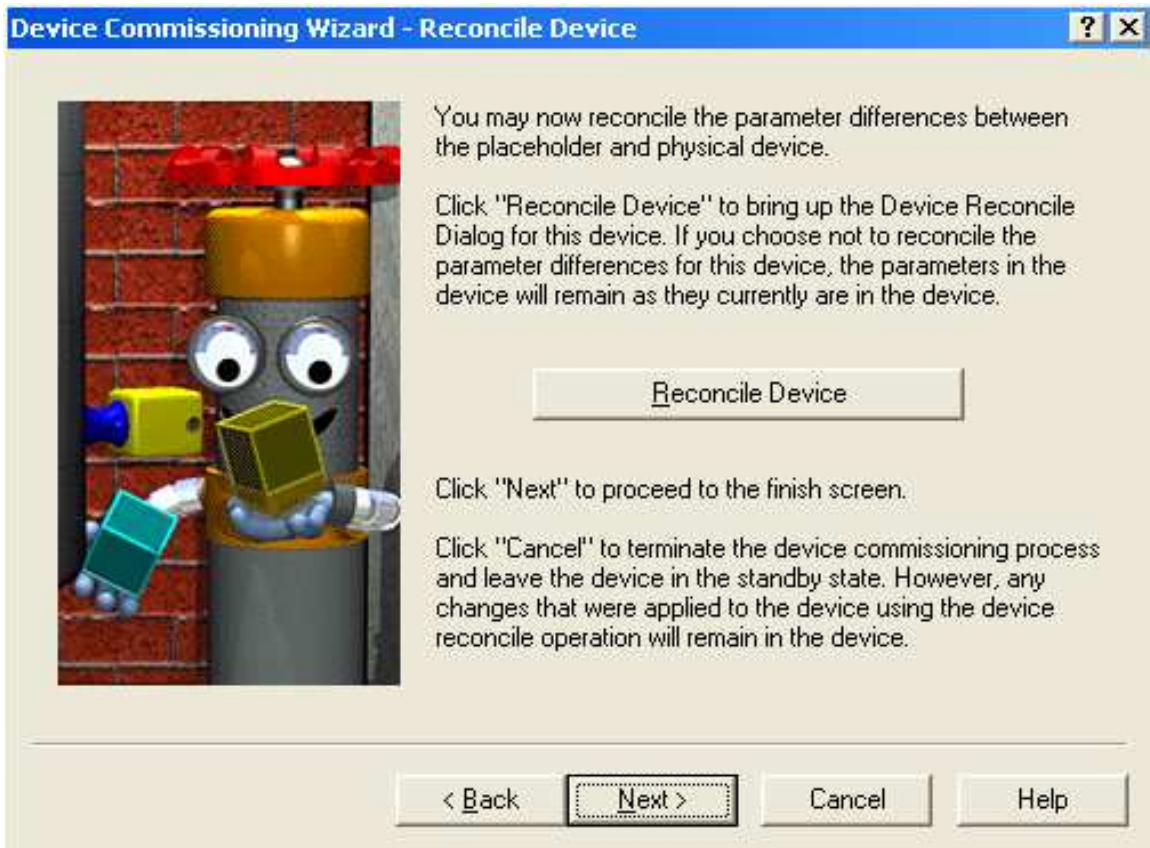 Device Commissioning Wizard - Reconcile Device
You may now reconcile the parameter differences between
the placeholder and physical device.
Click "Reconcile Device" to bring up the Device Reconcile
Dialog for this device. If you choose not to reconcile the
parameter differences for this device, the parameters in the
device will remain as they currently are in the device.
Reconcile Device
Click "Next" to proceed to the finish screen.
Click "Cancel" to terminate the device commissioning process
and leave the device in the standby state. However, any
changes that were applied to the device using the device
reconcile operation will remain in the device.
< Back Next > Cancel Help